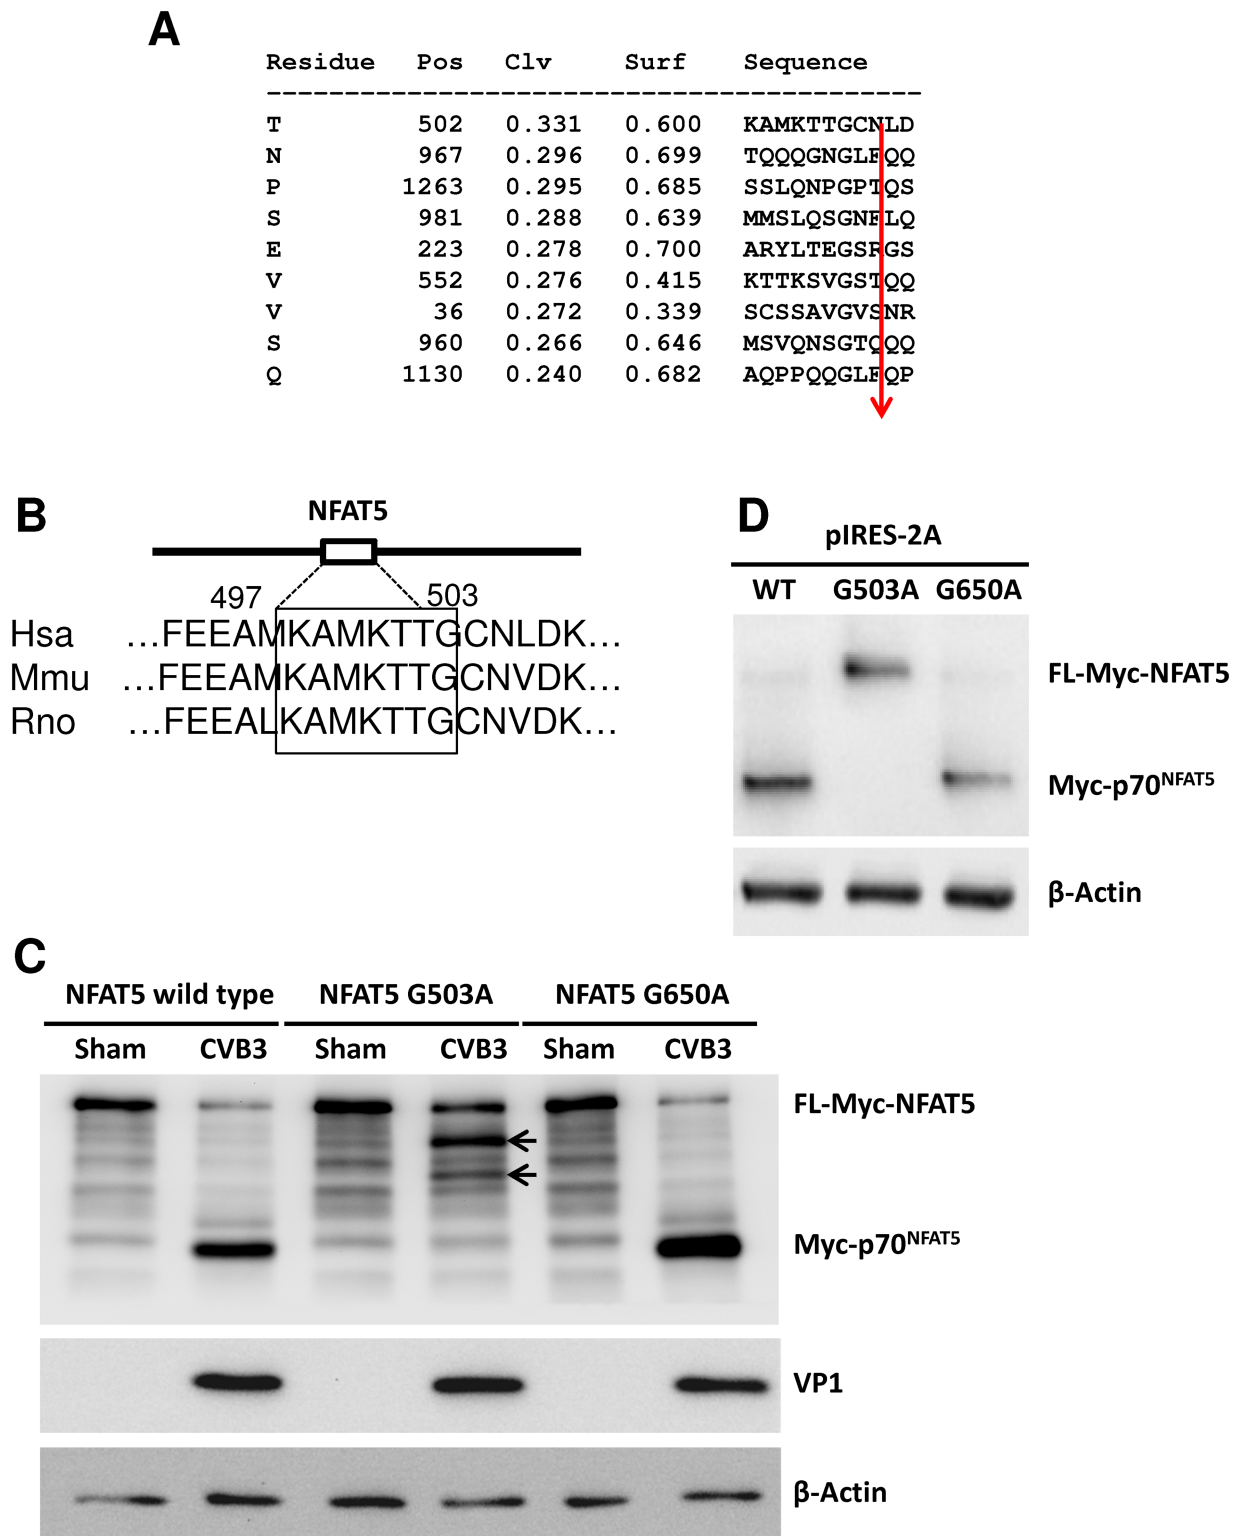 A
Residue Pos Clv Surf Sequence
T 502 0.331 0.600 KAMKTTGCNLD
N 967 0.296 0.699 TQQQGNGLFQQ
P 1263 0.295 0.685 SSLQNPGPTQS
S 981 0.288 0.639 MMSLQSGNFLQ
E 223 0.278 0.700 ARYLTEGSRGS
V 552 0.276 0.415 KTTKSVGSTQQ
V 36 0.272 0.339 SCSSAVGVSNR
S 960 0.266 0.646 MSVQNSGTQQQ
Q 1130 0.240 0.682 AQPPQQGLFQP
B
NFAT5
497 503
Hsa ...FEEAMKAMKTTGCNLDK...
Mmu ...FEEAMKAMKTTGCNVDK...
Rno ...FEEALKAMKTTGCNVDK...
D
pIRES-2A
WT G503A G650A
FL-Myc-NFAT5
Myc-p70NFAT5
β-Actin
C
NFAT5 wild type NFAT5 G503A NFAT5 G650A
Sham CVB3 Sham CVB3 Sham CVB3
FL-Myc-NFAT5
Myc-p70NFAT5
VP1
β-Actin